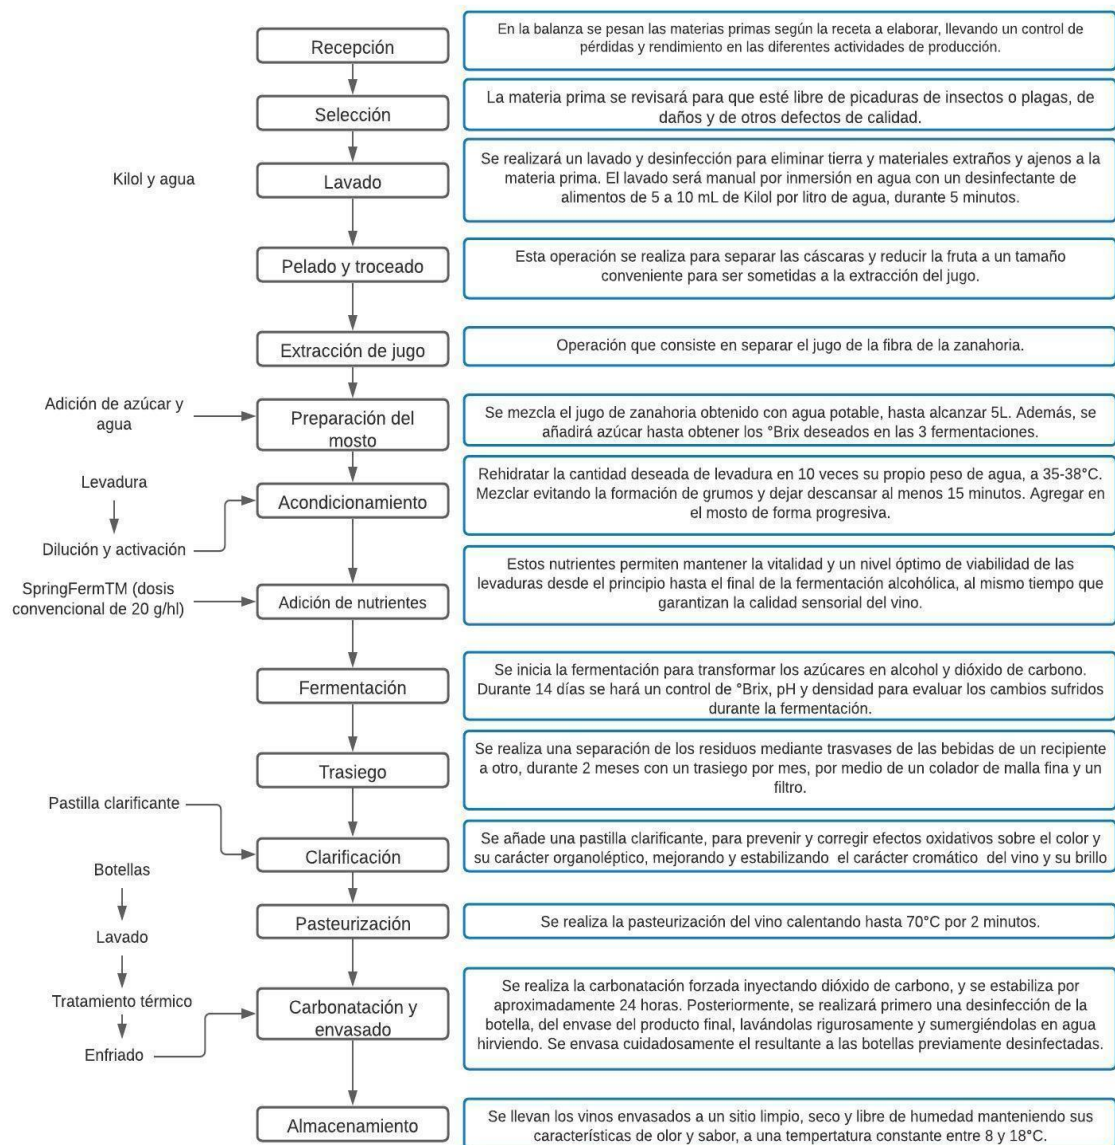 Recepción
En la balanza se pesan las materias primas según la receta a elaborar, llevando un control de
pérdidas y rendimiento en las diferentes actividades de producción.
Selección
La materia prima se revisará para que esté libre de picaduras de insectos o plagas, de
daños y de otros defectos de calidad.
Kilol y agua
Lavado
Se realizará un lavado y desinfección para eliminar tierra y materiales extraños y ajenos a la
materia prima. El lavado será manual por inmersión en agua con un desinfectante de
alimentos de 5 a 10 mL de Kilol por litro de agua, durante 5 minutos.
Pelado y troceado
Esta operación se realiza para separar las cáscaras y reducir la fruta a un tamaño
conveniente para ser sometidas a la extracción del jugo.
Extracción de jugo
Operación que consiste en separar el jugo de la fibra de la zanahoria.
Adición de azúcar y
agua
Preparación del
mosto
Se mezcla el jugo de zanahoria obtenido con agua potable, hasta alcanzar 5L. Además, se
añadirá azúcar hasta obtener los °Brix deseados en las 3 fermentaciones.
Levadura
Dilución y activación
Acondicionamiento
Rehidratar la cantidad deseada de levadura en 10 veces su propio peso de agua, a 35-38°C.
Mezclar evitando la formación de grumos y dejar descansar al menos 15 minutos. Agregar en
el mosto de forma progresiva.
SpringFermTM (dosis
convencional de 20 g/hl)
Adición de nutrientes
Estos nutrientes permiten mantener la vitalidad y un nivel óptimo de viabilidad de las
levaduras desde el principio hasta el final de la fermentación alcohólica, al mismo tiempo que
garantizan la calidad sensorial del vino.
Fermentación
Se inicia la fermentación para transformar los azúcares en alcohol y dióxido de carbono.
Durante 14 días se hará un control de °Brix, pH y densidad para evaluar los cambios sufridos
durante la fermentación.
Trasiego
Se realiza una separación de los residuos mediante trasvases de las bebidas de un recipiente
a otro, durante 2 meses con un trasiego por mes, por medio de un colador de malla fina y un
filtro.
Pastilla clarificante
Clarificación
Se añade una pastilla clarificante, para prevenir y corregir efectos oxidativos sobre el color y
su carácter organoléptico, mejorando y estabilizando el carácter cromático del vino y su brillo
Pasteurización
Se realiza la pasteurización del vino calentando hasta 70°C por 2 minutos.
Botellas
Lavado
Tratamiento térmico
Enfriado
Carbonatación y
envasado
Se realiza la carbonatación forzada inyectando dióxido de carbono, y se estabiliza por
aproximadamente 24 horas. Posteriormente, se realizará primero una desinfección de la
botella, del envase del producto final, lavándolas rigurosamente y sumergiéndolas en agua
hirviendo. Se envasa cuidadosamente el resultante a las botellas previamente desinfectadas.
Almacenamiento
Se llevan los vinos envasados a un sitio limpio, seco y libre de humedad manteniendo sus
características de olor y sabor, a una tempertatura constante entre 8 y 18°C.